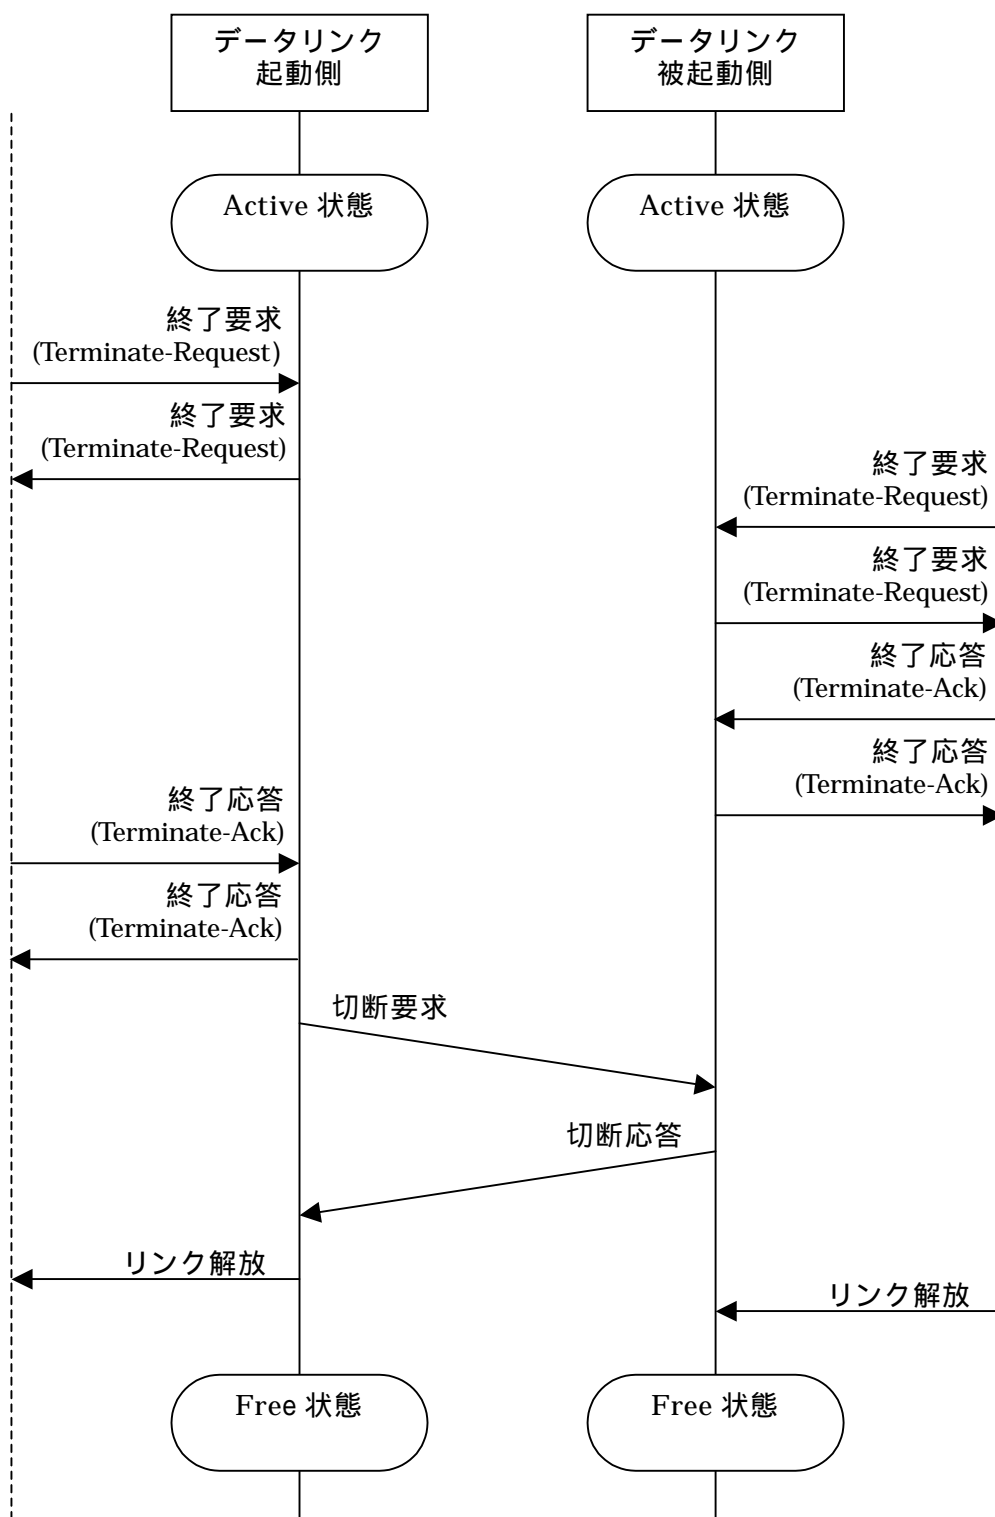 データリンク
起動側
データリンク
被起動側
Active 状態
Active 状態
終了要求
(Terminate-Request)
終了要求
(Terminate-Request)
終了要求
(Terminate-Request)
終了要求
(Terminate-Request)
終了応答
(Terminate-Ack)
終了応答
(Terminate-Ack)
終了応答
(Terminate-Ack)
終了応答
(Terminate-Ack)
切断要求
切断応答
リンク解放
リンク解放
Free 状態
Free 状態